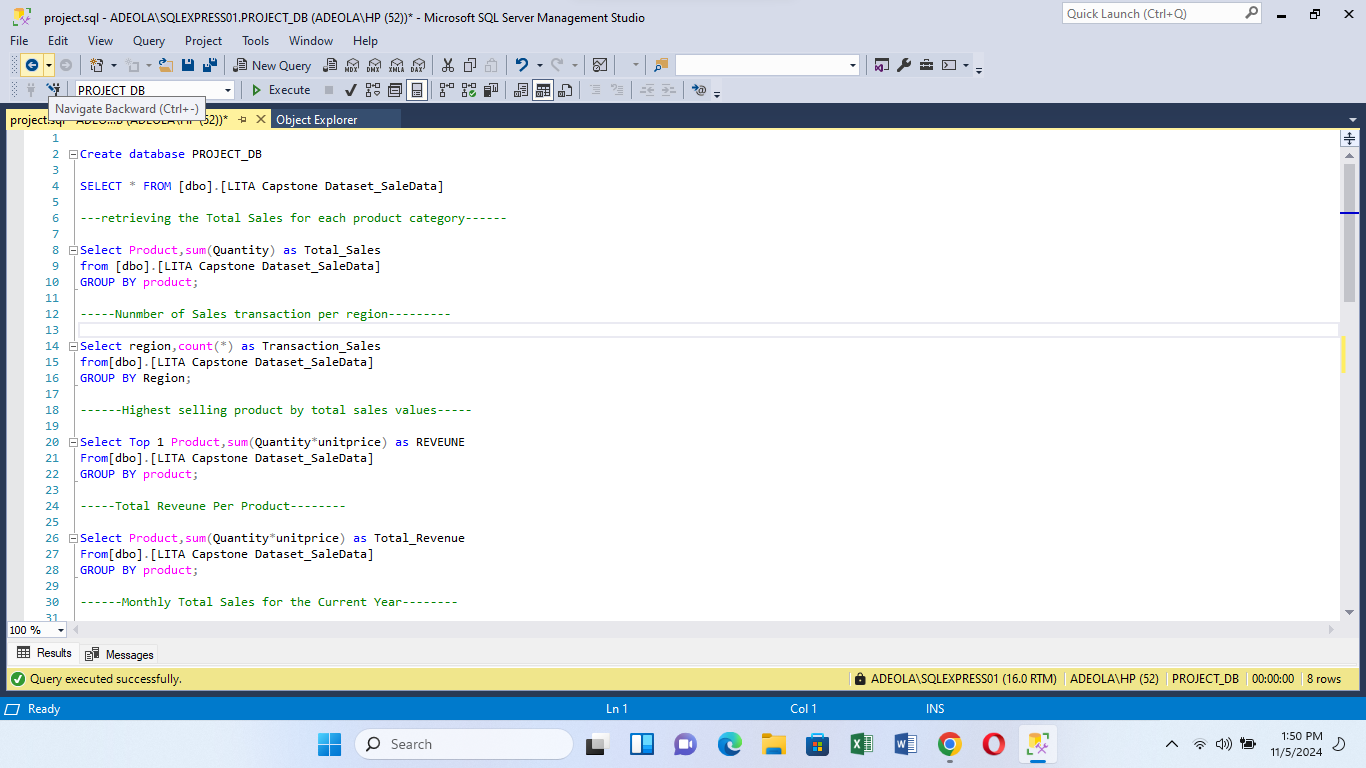 project.sql - ADEOLA\SQLEXPRESS01.PROJECT_DB (ADEOLA\HP (52))* - Microsoft SQL Server Management Studio
Quick Launch (Ctrl+Q)
File Edit View Query Project Tools Window Help
New Query MDX DMX XMLA DAX
PROJECT_DB Execute
Navigate Backward (Ctrl+-)
project.sql - ADEO...B (ADEOLA\HP (52))* Object Explorer
1
2 Create database PROJECT_DB
3
4 SELECT * FROM [dbo].[LITA Capstone Dataset_SaleData]
5
6 ---retrieving the Total Sales for each product category------
7
8 Select Product,sum(Quantity) as Total_Sales
9 from [dbo].[LITA Capstone Dataset_SaleData]
10 GROUP BY product;
11
12 -----Nunmber of Sales transaction per region---------
13
14 Select region,count(*) as Transaction_Sales
15 from[dbo].[LITA Capstone Dataset_SaleData]
16 GROUP BY Region;
17
18 ------Highest selling product by total sales values-----
19
20 Select Top 1 Product,sum(Quantity*unitprice) as REVEUNE
21 From[dbo].[LITA Capstone Dataset_SaleData]
22 GROUP BY product;
23
24 -----Total Reveune Per Product--------
25
26 Select Product,sum(Quantity*unitprice) as Total_Revenue
27 From[dbo].[LITA Capstone Dataset_SaleData]
28 GROUP BY product;
29
30 ------Monthly Total Sales for the Current Year--------
31
100 %
Results Messages
Query executed successfully. ADEOLA\SQLEXPRESS01 (16.0 RTM) ADEOLA\HP (52) PROJECT_DB 00:00:00 8 rows
Ready Ln 1 Col 1 INS
Search
1:50 PM
11/5/2024